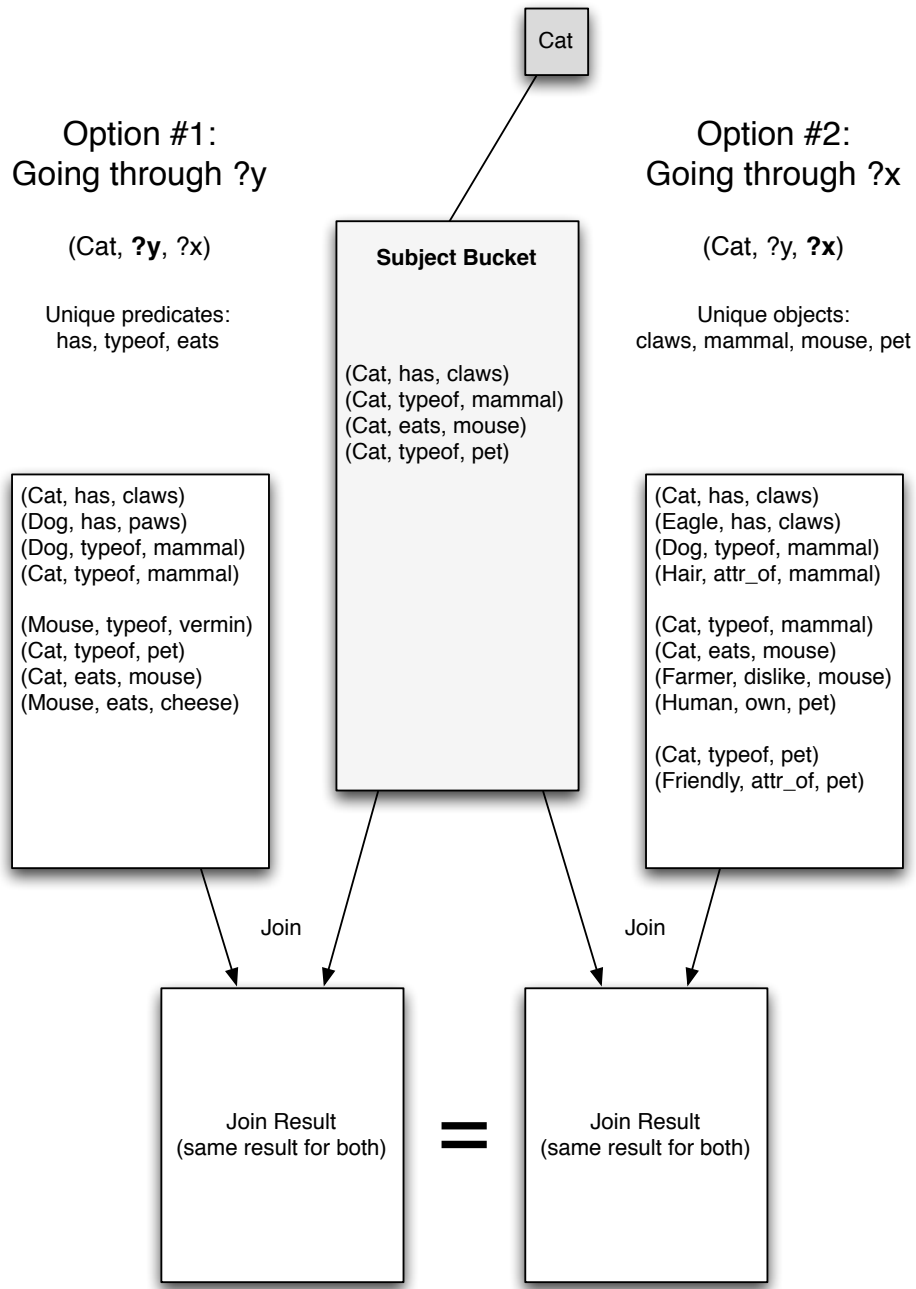 Cat
Option #1:
Going through ?y
(Cat, ?y, ?x)
Unique predicates:
has, typeof, eats
(Cat, has, claws)
(Dog, has, paws)
(Dog, typeof, mammal)
(Cat, typeof, mammal)
(Mouse, typeof, vermin)
(Cat, typeof, pet)
(Cat, eats, mouse)
(Mouse, eats, cheese)
Subject Bucket
(Cat, has, claws)
(Cat, typeof, mammal)
(Cat, eats, mouse)
(Cat, typeof, pet)
Option #2:
Going through ?x
(Cat, ?y, ?x)
Unique objects:
claws, mammal, mouse, pet
(Cat, has, claws)
(Eagle, has, claws)
(Dog, typeof, mammal)
(Hair, attr_of, mammal)
(Cat, typeof, mammal)
(Cat, eats, mouse)
(Farmer, dislike, mouse)
(Human, own, pet)
(Cat, typeof, pet)
(Friendly, attr_of, pet)
Join
Join
Join Result
(same result for both)
=
Join Result
(same result for both)